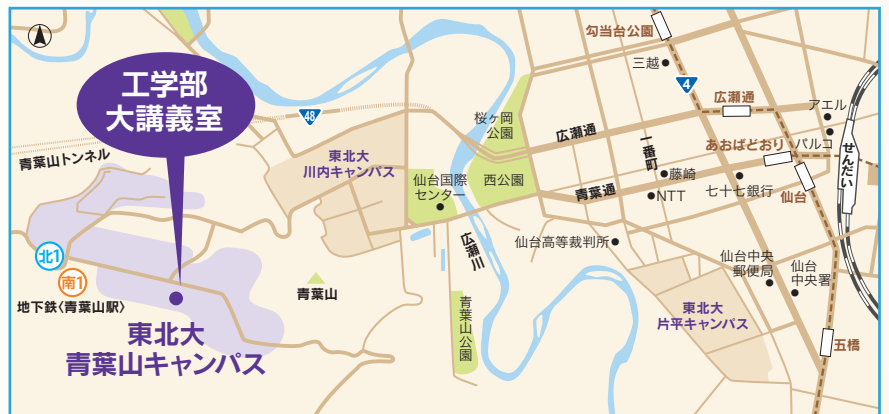 勾当台公園
三越
4
工学部
大講義室
48
桜ヶ岡
公園
広瀬通
広瀬通
アエル
青葉山トンネル
東北大
川内キャンパス
一番町
あおばどおり
パルコ
せんだい
仙台国際
センター
西公園
青葉通
藤崎
NTT
七十七銀行
仙台
北1
南1
地下鉄〈青葉山駅〉
青葉山
広瀬川
仙台高等裁判所
仙台中央
郵便局
仙台
中央署
東北大
青葉山キャンパス
青葉山公園
東北大
片平キャンパス
五橋